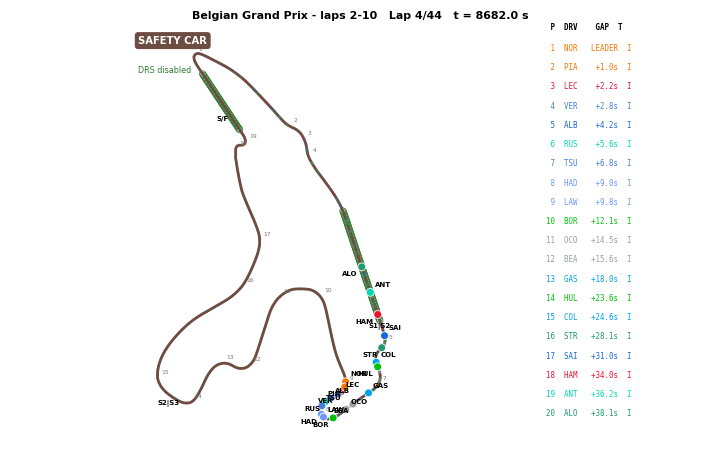 Belgian Grand Prix - laps 2-10   Lap 4/44   t = 8682.0 s
SAFETY CAR
DRS disabled
P DRV GAP T
1 NOR LEADER I
2 PIA +1.0s I
3 LEC +2.2s I
4 VER +2.8s I
5 ALB +4.2s I
6 RUS +5.6s I
7 TSU +6.8s I
8 HAD +9.0s I
9 LAW +9.8s I
10 BOR +12.1s I
11 OCO +14.5s I
12 BEA +15.6s I
13 GAS +18.0s I
14 HUL +23.6s I
15 COL +24.6s I
16 STR +28.1s I
17 SAI +31.0s I
18 HAM +34.0s I
19 ANT +36.2s I
20 ALO +38.1s I
S/F
19
2
3
4
17
ALO
ANT
16
10
HAM
S1|S2
SAI
STR
COL
13
12
15
HUL
7
NOR
LEC
GAS
ALB
PIA
TSU
VER
OCO
S2|S3
RUS
LAW
BEA
HAD
BOR